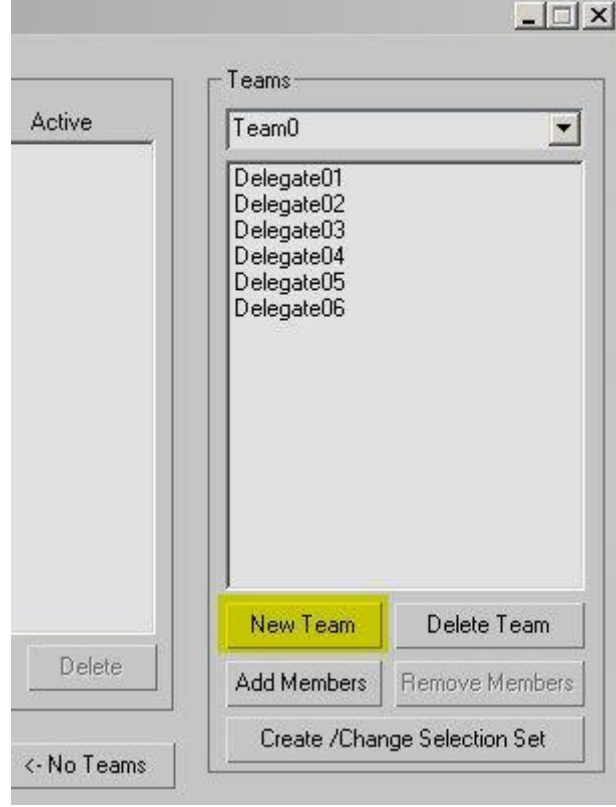 Active
Delete
<- No Teams
Teams
Team0
Delegate01
Delegate02
Delegate03
Delegate04
Delegate05
Delegate06
New Team
Delete Team
Add Members
Remove Members
Create /Change Selection Set